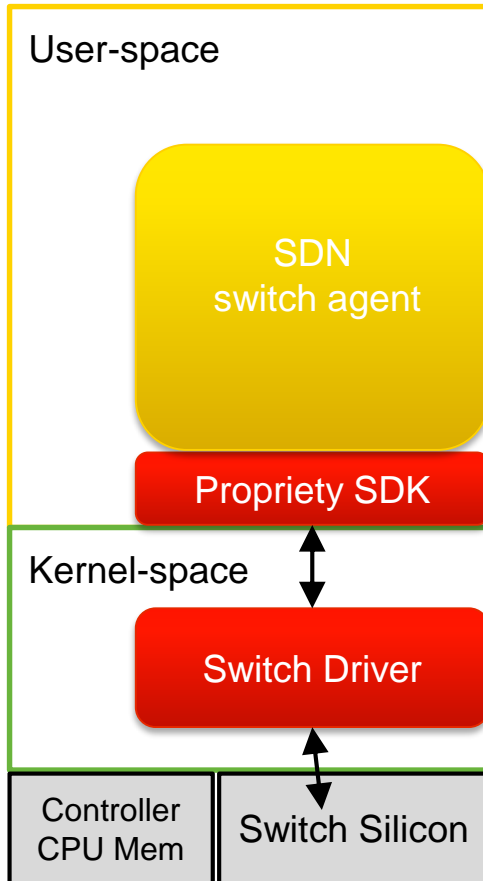 User-space
SDN
switch agent
Propriety SDK
Kernel-space
Switch Driver
Controller
CPU Mem
Switch Silicon